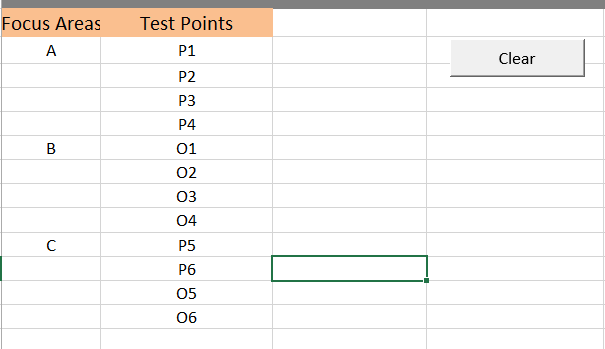 Focus Areas Test Points
A P1 Clear
P2
P3
P4
B O1
O2
O3
O4
C P5
P6
O5
O6